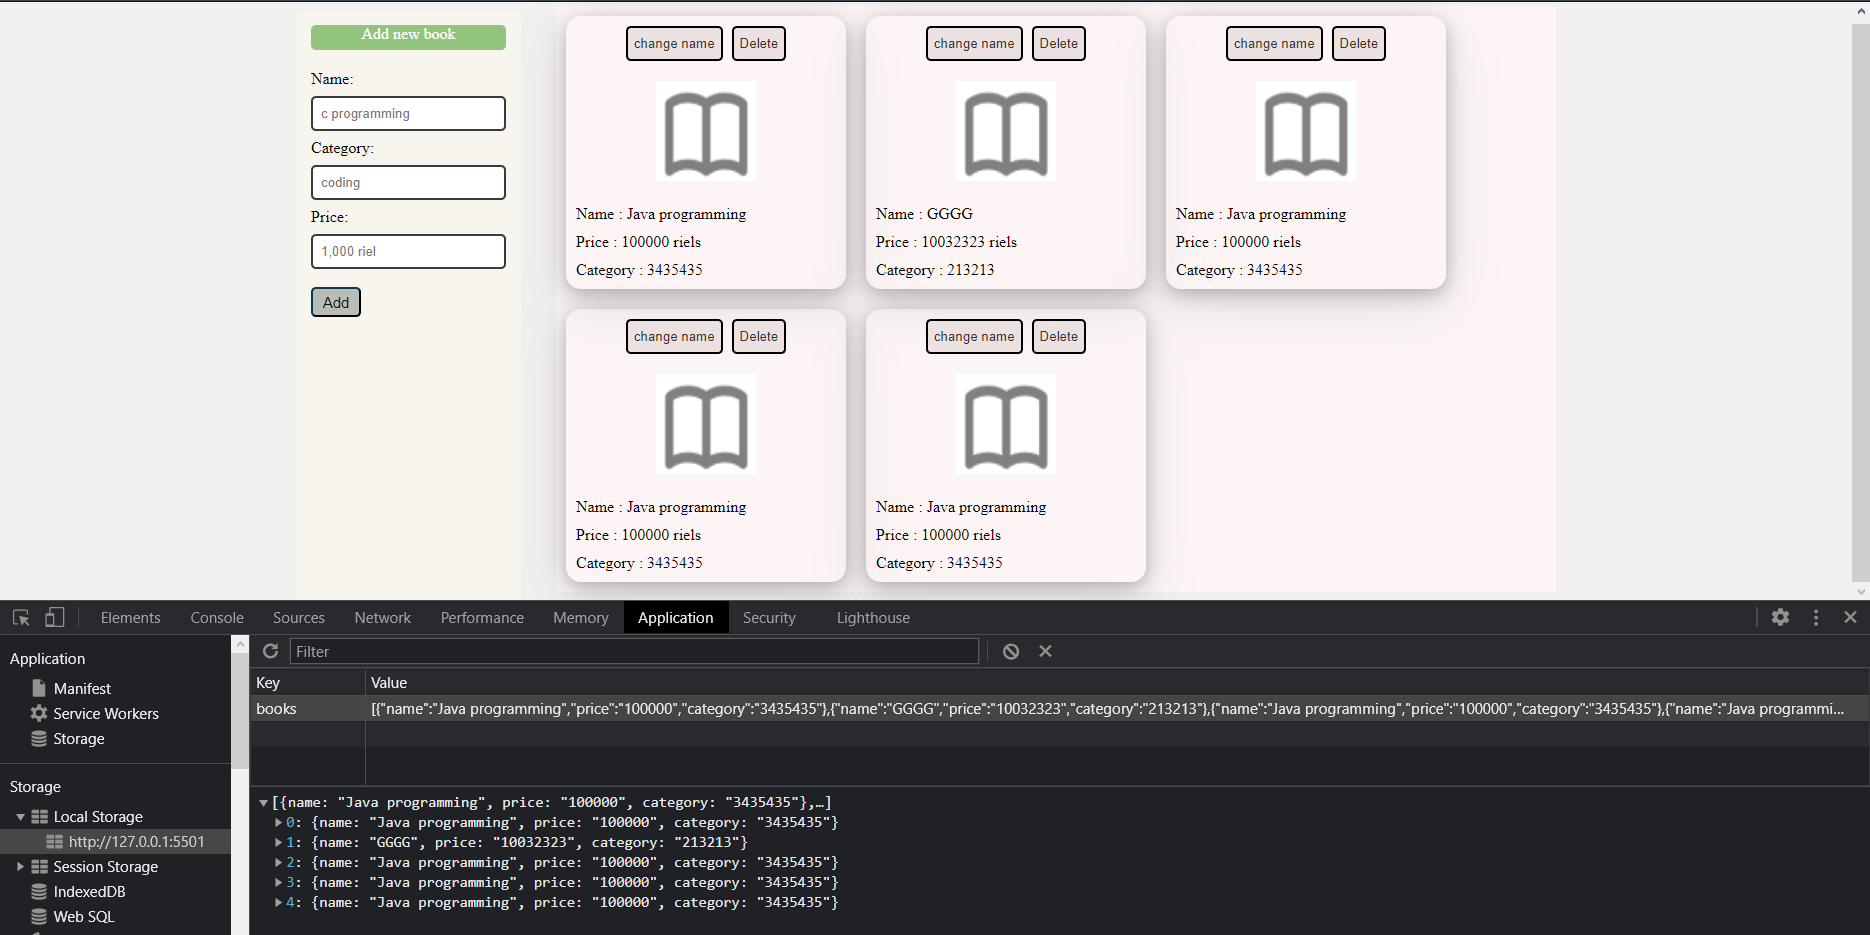 Add new book
Name:
c programming
Category:
coding
Price:
1,000 riel
Add
change name Delete
Name : Java programming
Price : 100000 riels
Category : 3435435
change name Delete
Name : GGGG
Price : 10032323 riels
Category : 213213
change name Delete
Name : Java programming
Price : 100000 riels
Category : 3435435
change name Delete
Name : Java programming
Price : 100000 riels
Category : 3435435
change name Delete
Name : Java programming
Price : 100000 riels
Category : 3435435
Elements Console Sources Network Performance Memory Application Security Lighthouse
Application
Manifest
Service Workers
Storage
Storage
Local Storage
http://127.0.0.1:5501
Session Storage
IndexedDB
Web SQL
Filter
Key Value
books [{"name":"Java programming","price":"100000","category":"3435435"},{"name":"GGGG","price":"10032323","category":"213213"},{"name":"Java programming","price":"100000","category":"3435435"},{"name":"Java programmi...
[{name: "Java programming", price: "100000", category: "3435435"},…]
0: {name: "Java programming", price: "100000", category: "3435435"}
1: {name: "GGGG", price: "10032323", category: "213213"}
2: {name: "Java programming", price: "100000", category: "3435435"}
3: {name: "Java programming", price: "100000", category: "3435435"}
4: {name: "Java programming", price: "100000", category: "3435435"}